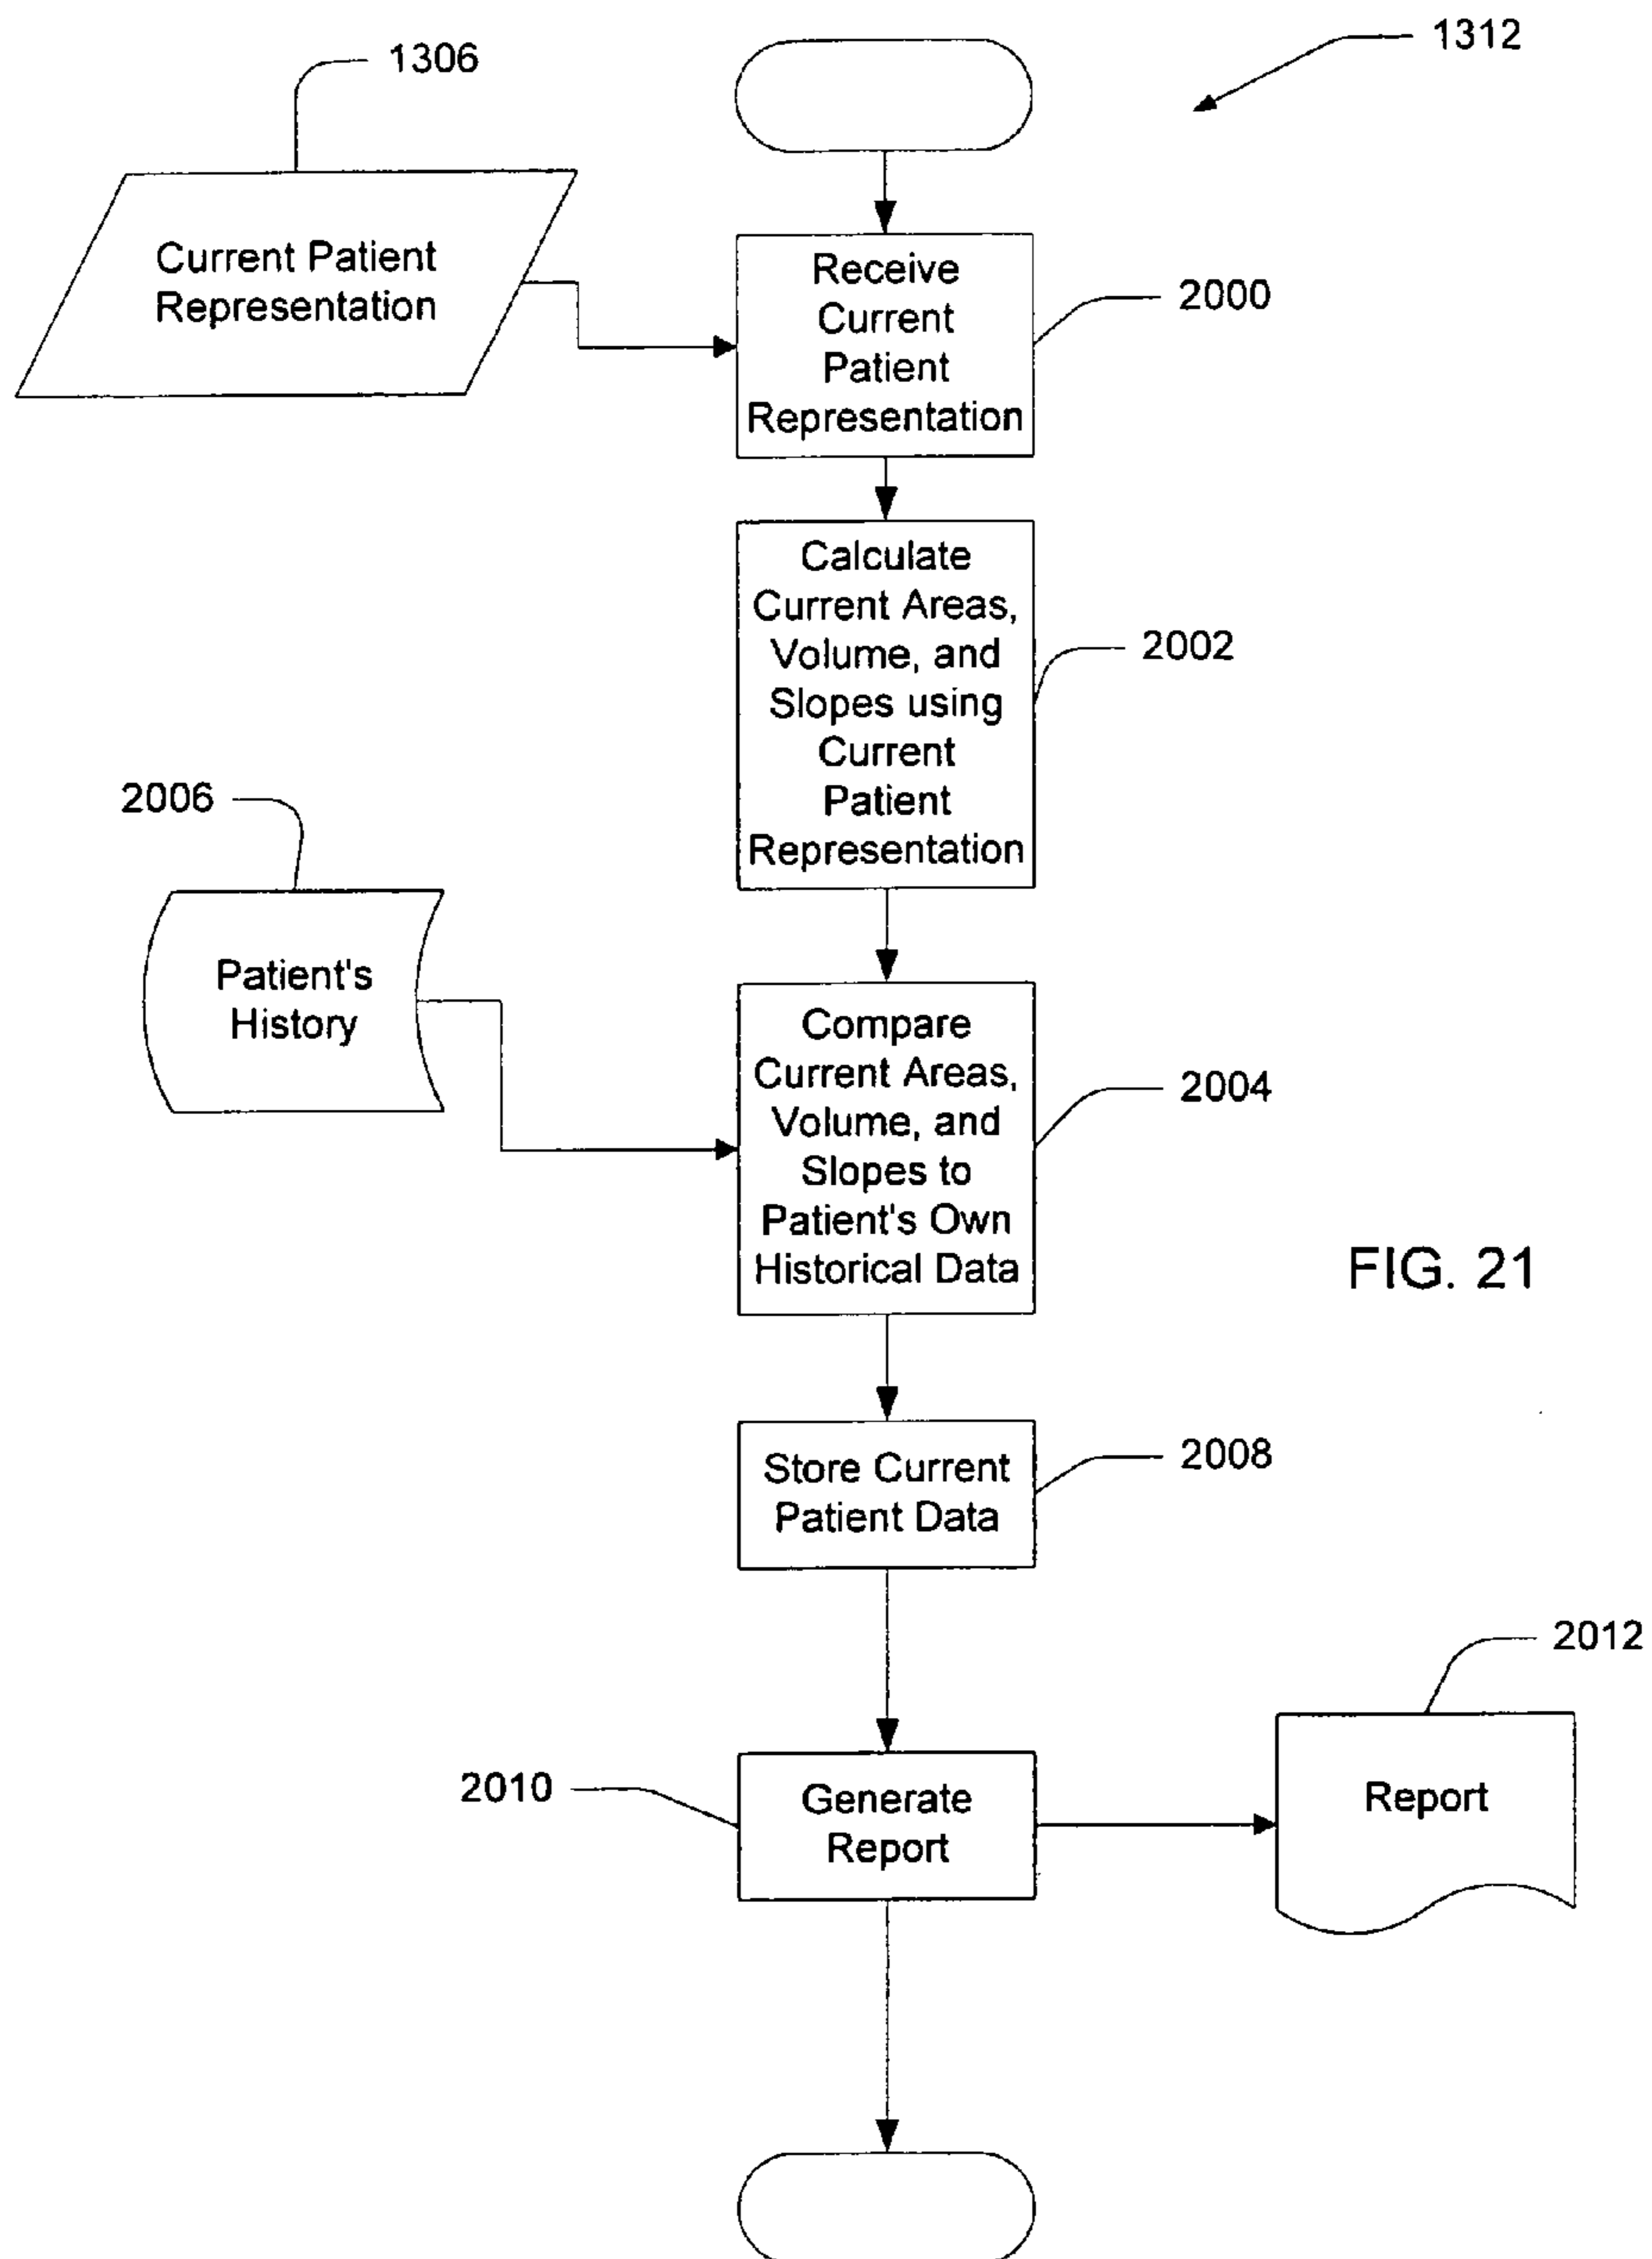 1312
1306
Current Patient
Representation
Receive
Current
Patient
Representation
2000
Calculate
Current Areas,
Volume, and
Slopes using
Current
Patient
Representation
2002
2006
Patient's
History
Compare
Current Areas,
Volume, and
Slopes to
Patient's Own
Historical Data
2004
FIG. 21
Store Current
Patient Data
2008
2012
2010
Generate
Report
Report